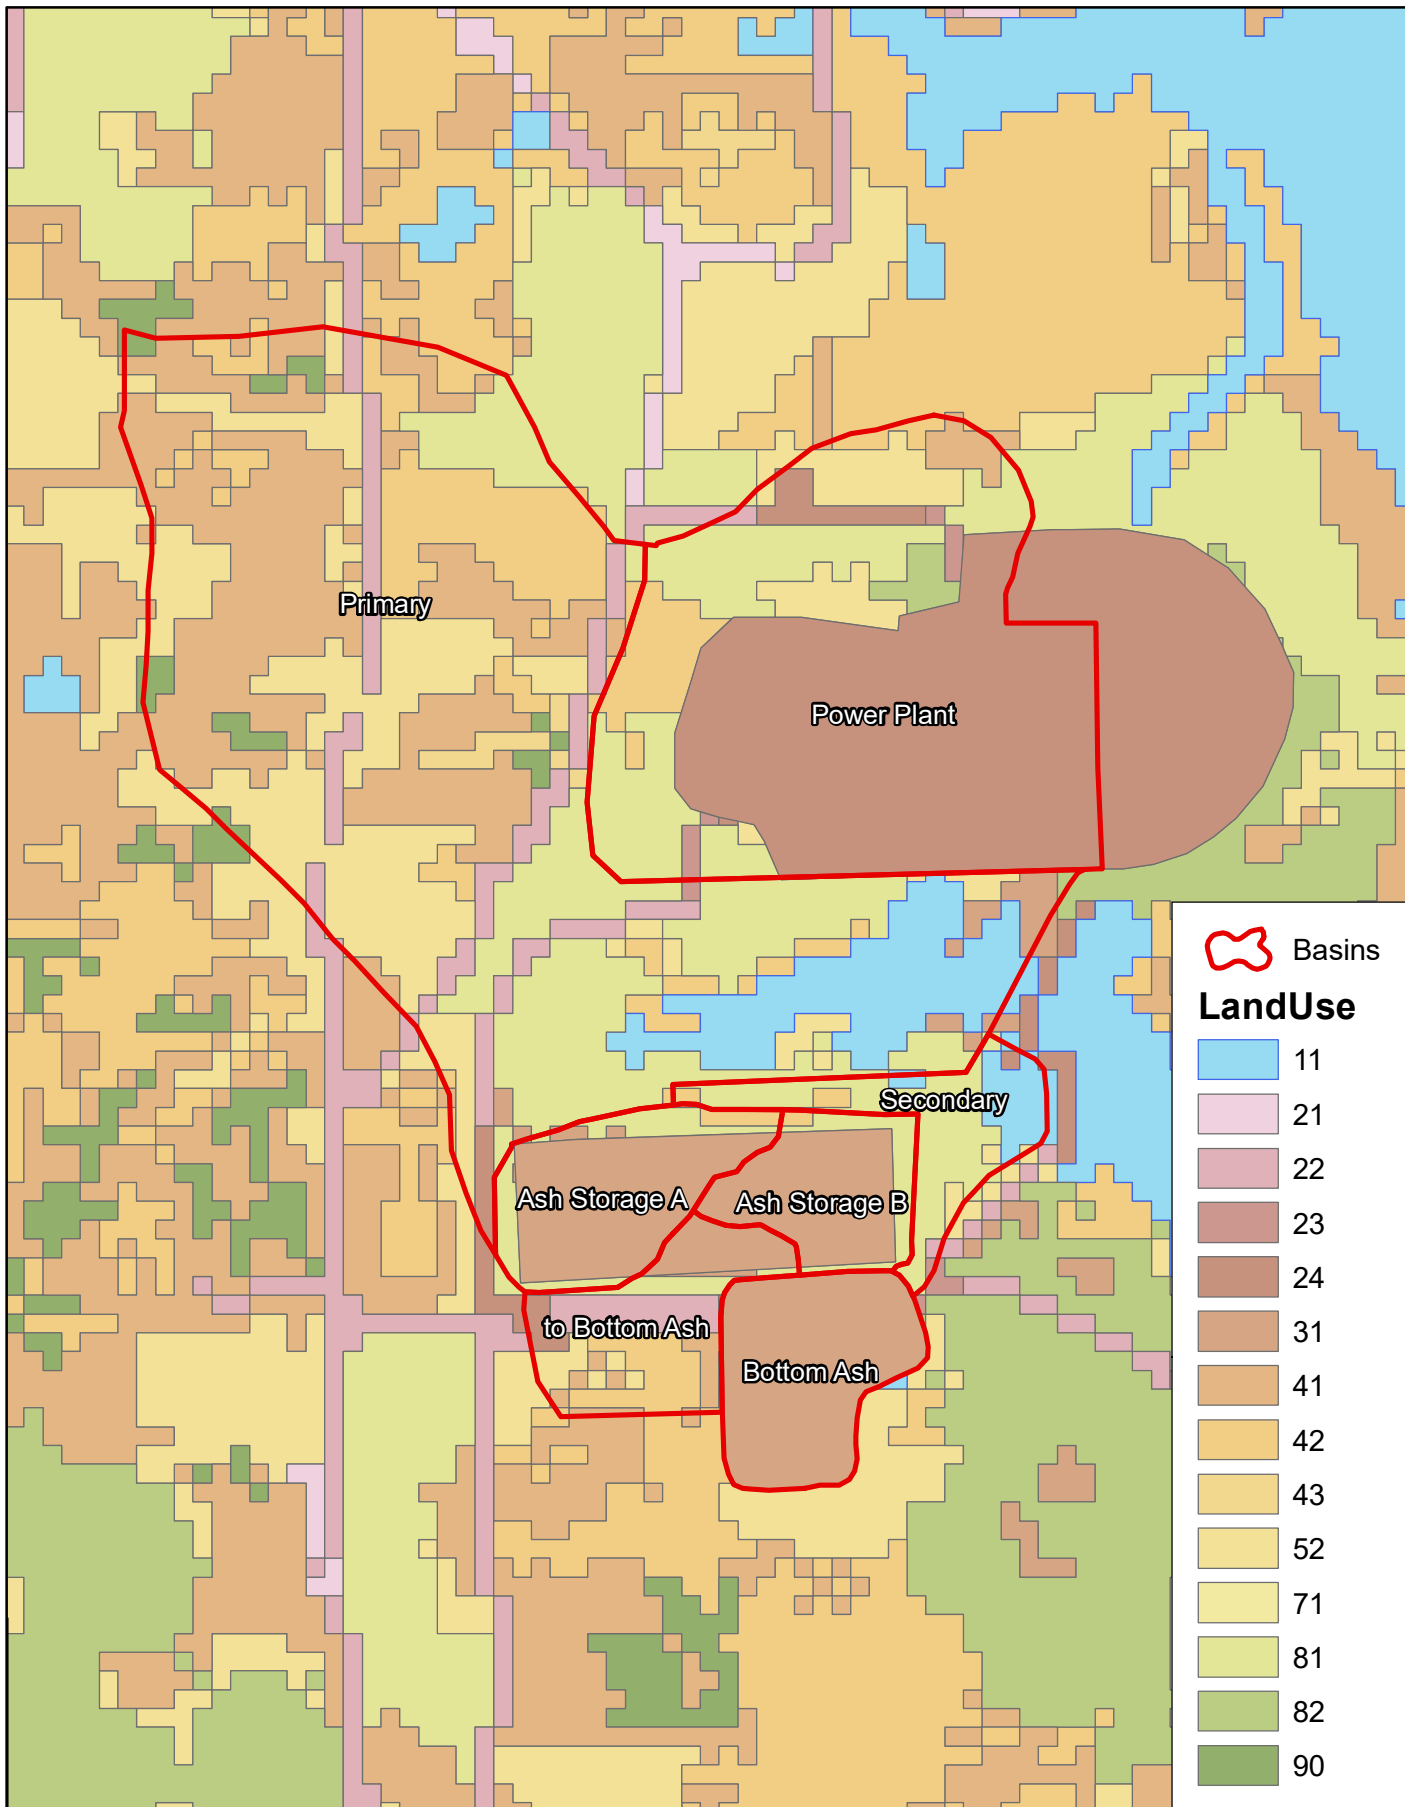 Primary
Power Plant
Secondary
Ash Storage A
Ash Storage B
to Bottom Ash
Bottom Ash
Basins
LandUse
11
21
22
23
24
31
41
42
43
52
71
81
82
90